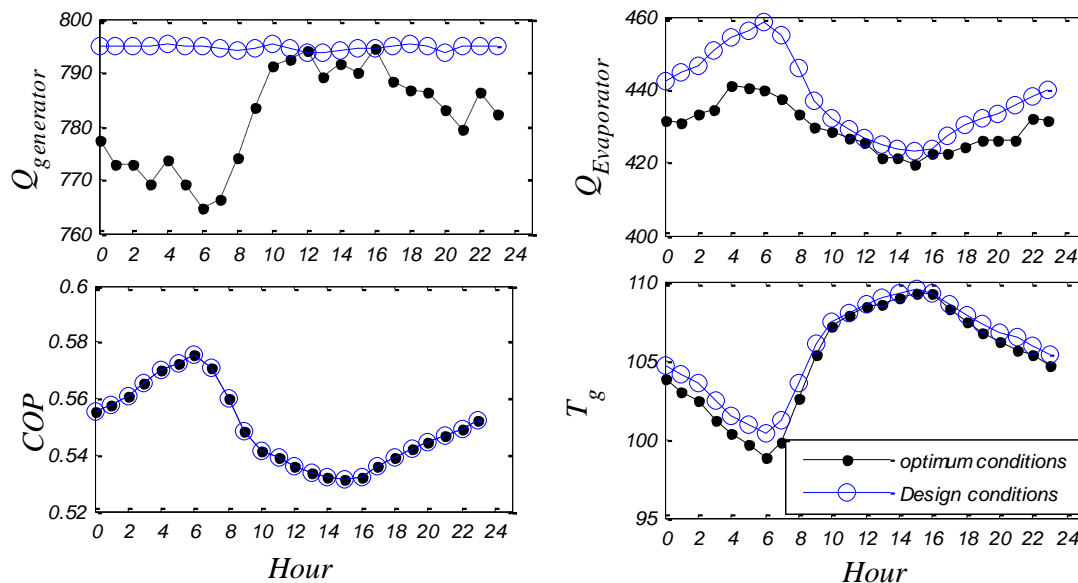 800
790
780
770
760
Q generator
0 2 4 6 8 10 12 14 16 18 20 22 24
460
440
420
400
Q Evaporator
0 2 4 6 8 10 12 14 16 18 20 22 24
0.6
0.58
0.56
0.54
0.52
COP
0 2 4 6 8 10 12 14 16 18 20 22 24
Hour
110
105
100
95
T g
optimum conditions
Design conditions
0 2 4 6 8 10 12 14 16 18 20 22 24
Hour